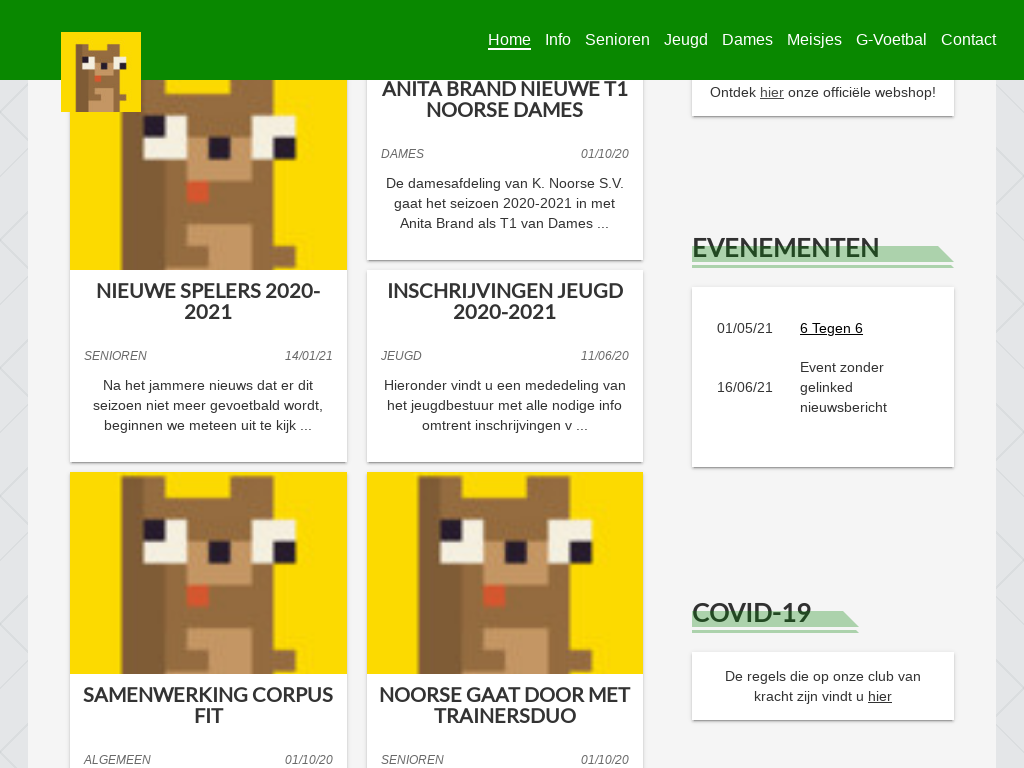 Home Info Senioren Jeugd Dames Meisjes G-Voetbal Contact
ANITA BRAND NIEUWE T1
NOORSE DAMES
DAMES 01/10/20
De damesafdeling van K. Noorse S.V.
gaat het seizoen 2020-2021 in met
Anita Brand als T1 van Dames ...
NIEUWE SPELERS 2020-
2021
SENIOREN 14/01/21
Na het jammere nieuws dat er dit
seizoen niet meer gevoetbald wordt,
beginnen we meteen uit te kijk ...
INSCHRIJVINGEN JEUGD
2020-2021
JEUGD 11/06/20
Hieronder vindt u een mededeling van
het jeugdbestuur met alle nodige info
omtrent inschrijvingen v ...
SAMENWERKING CORPUS
FIT
ALGEMEEN 01/10/20
NOORSE GAAT DOOR MET
TRAINERSDUO
SENIOREN 01/10/20
Ontdek hier onze officiële webshop!
EVENEMENTEN
01/05/21 6 Tegen 6
16/06/21 Event zonder
gelinked
nieuwsbericht
COVID-19
De regels die op onze club van
kracht zijn vindt u hier